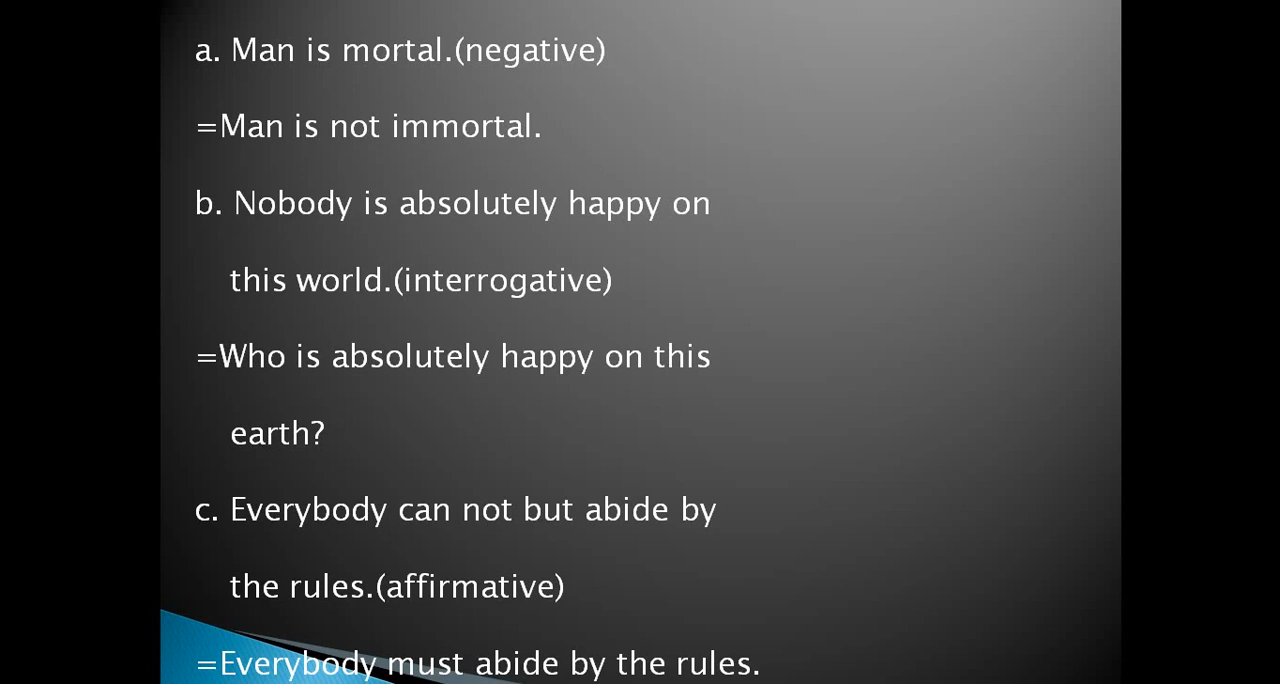 a. Man is mortal.(negative)
=Man is not immortal.
b. Nobody is absolutely happy on
this world.(interrogative)
=Who is absolutely happy on this
earth?
c. Everybody can not but abide by
the rules.(affirmative)
=Everybody must abide by the rules.